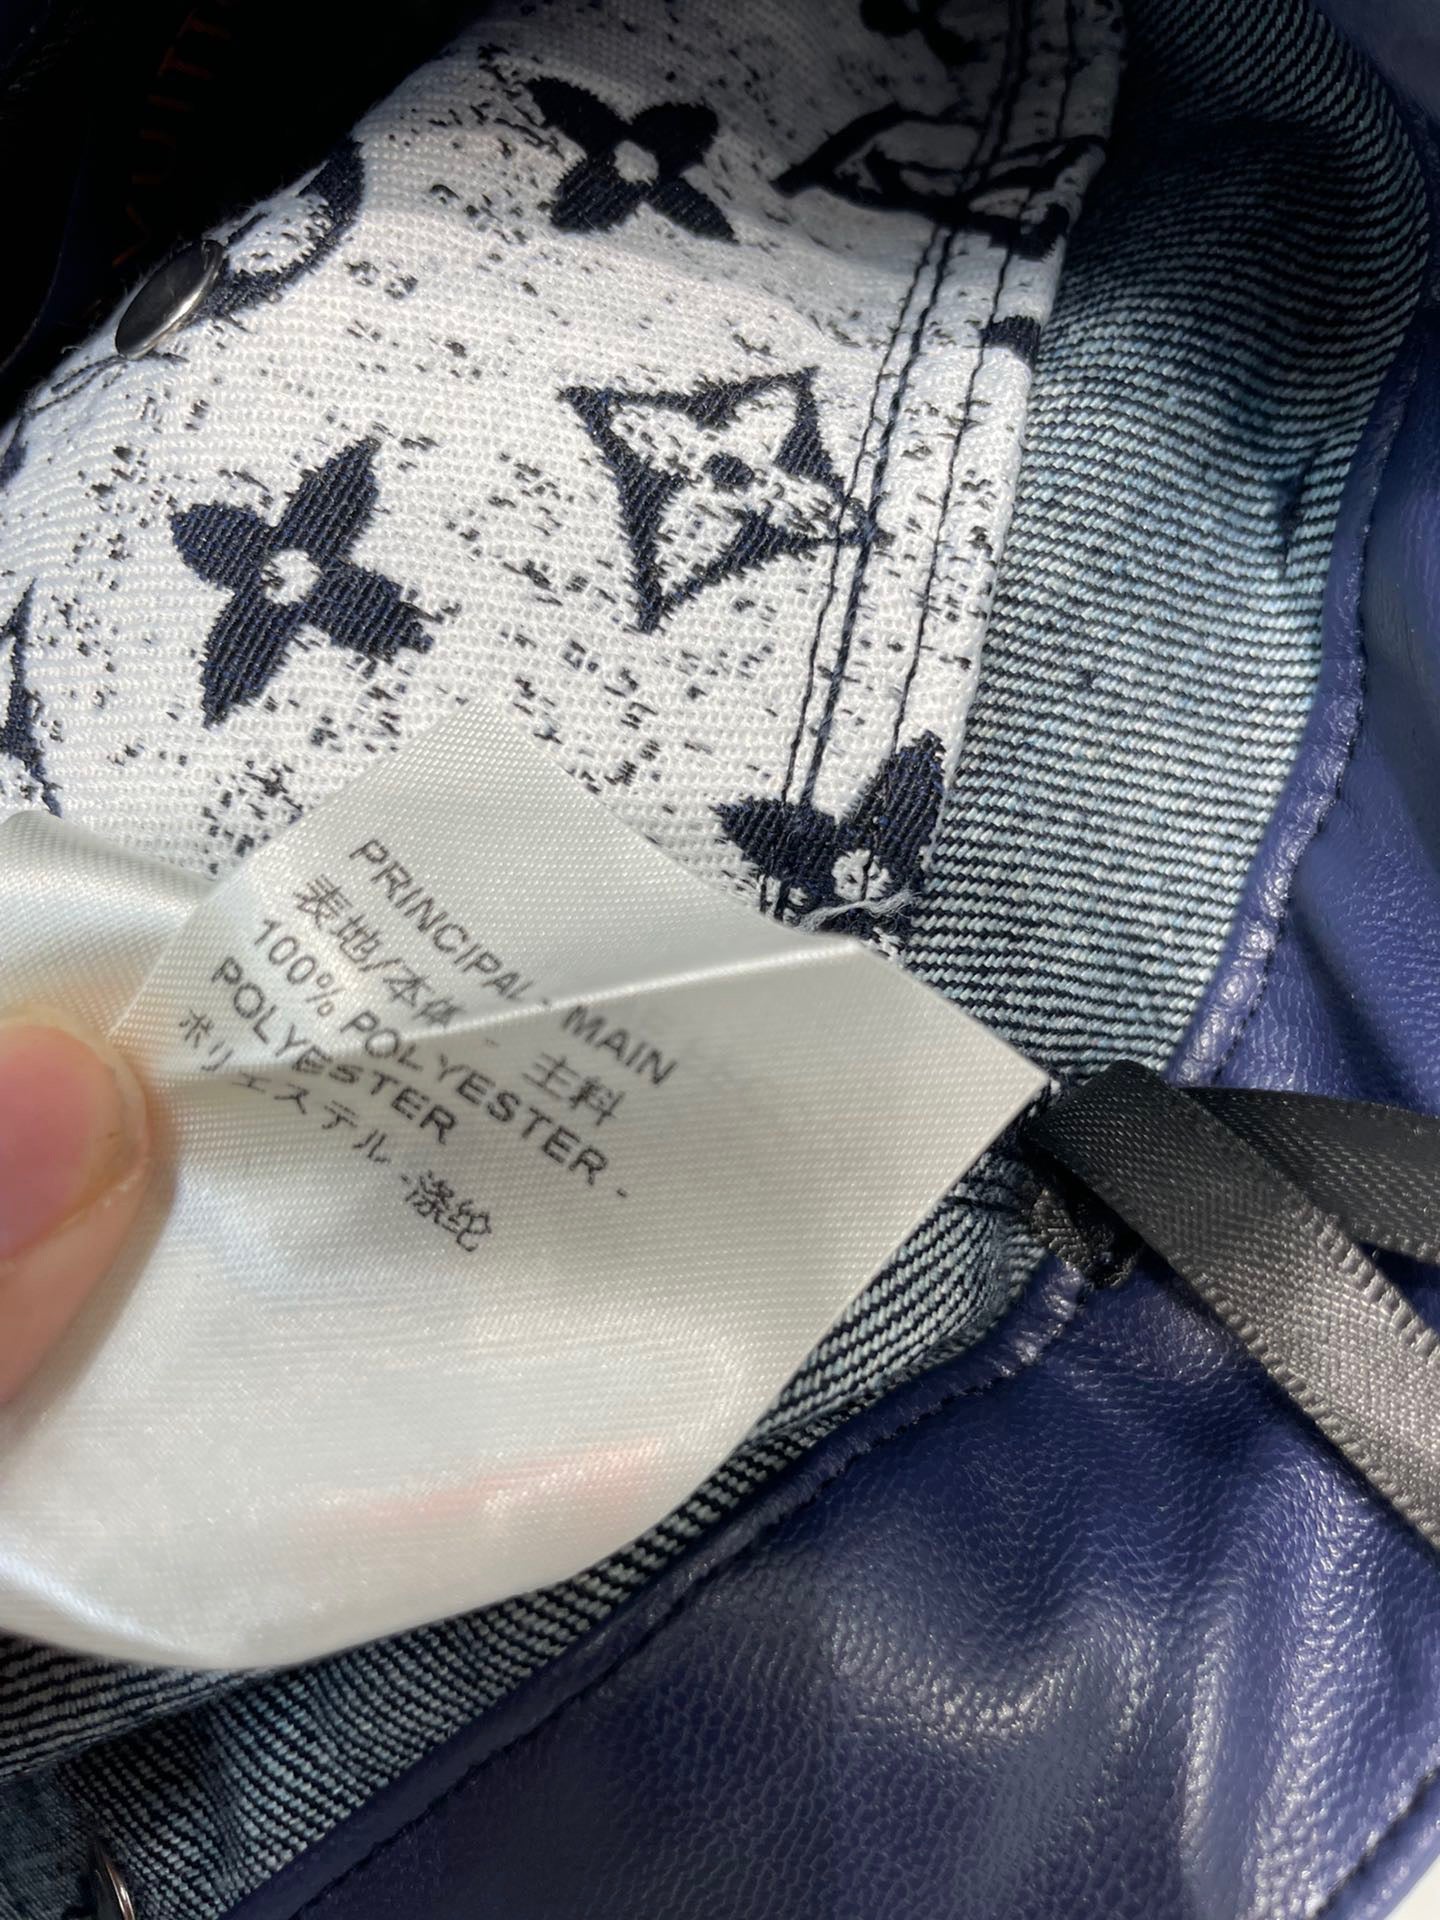 VUITT
PRINCIPAL - MAIN
表地/本体 - 主料
100% POLYESTER -
POLYESTER
ポリエステル -涤纶